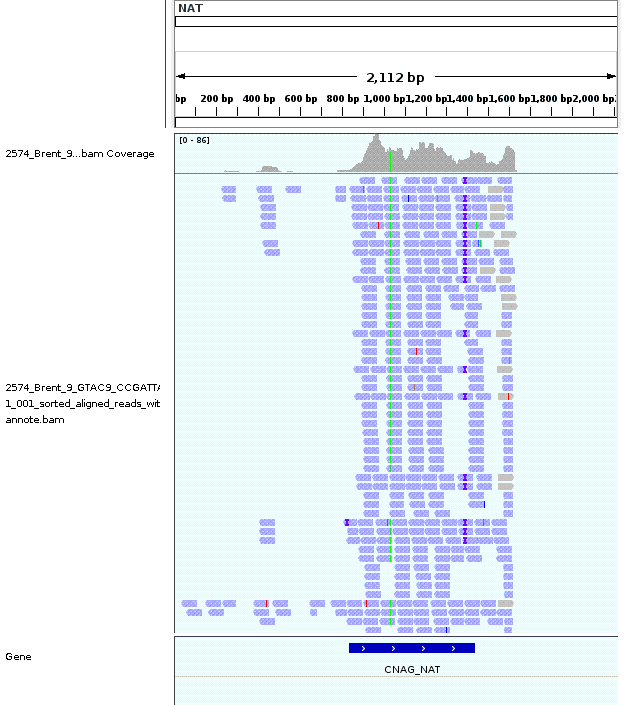 NAT
2,112 bp
bp 200 bp 400 bp 600 bp 800 bp 1,000 bp 1,200 bp 1,400 bp 1,600 bp 1,800 bp 2,000 bp
[0 - 86]
2574_Brent_9...bam Coverage
2574_Brent_9_GTAC9_CCGATTA
1_001_sorted_aligned_reads_wit
annote.bam
Gene
CNAG_NAT